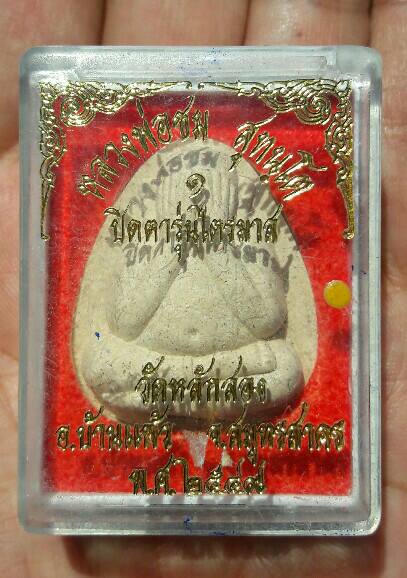 หลวงพ่อชม สุทนฺโต
๑
ปิดตารุ่นไตรมาส
วัดหลักสอง
อ.บ้านแพ้ว จ.สมุทรสาคร
พ.ศ.๒๕๔๗